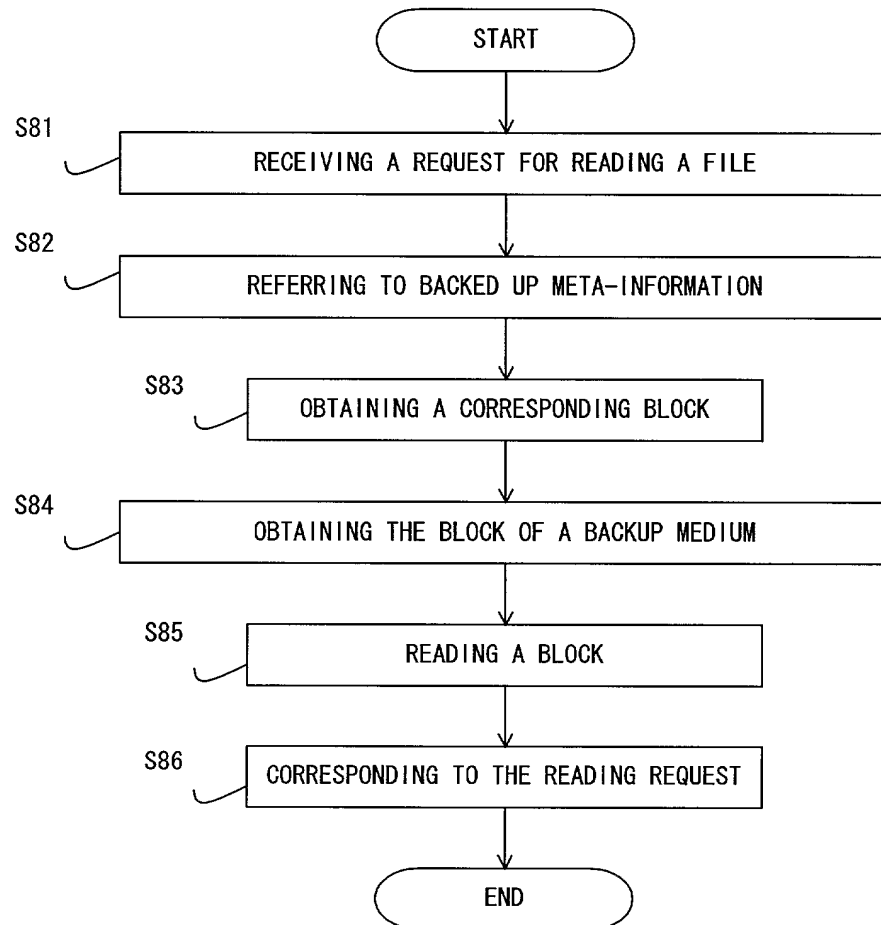 START
S81
RECEIVING A REQUEST FOR READING A FILE
S82
REFERRING TO BACKED UP META-INFORMATION
S83
OBTAINING A CORRESPONDING BLOCK
S84
OBTAINING THE BLOCK OF A BACKUP MEDIUM
S85
READING A BLOCK
S86
CORRESPONDING TO THE READING REQUEST
END